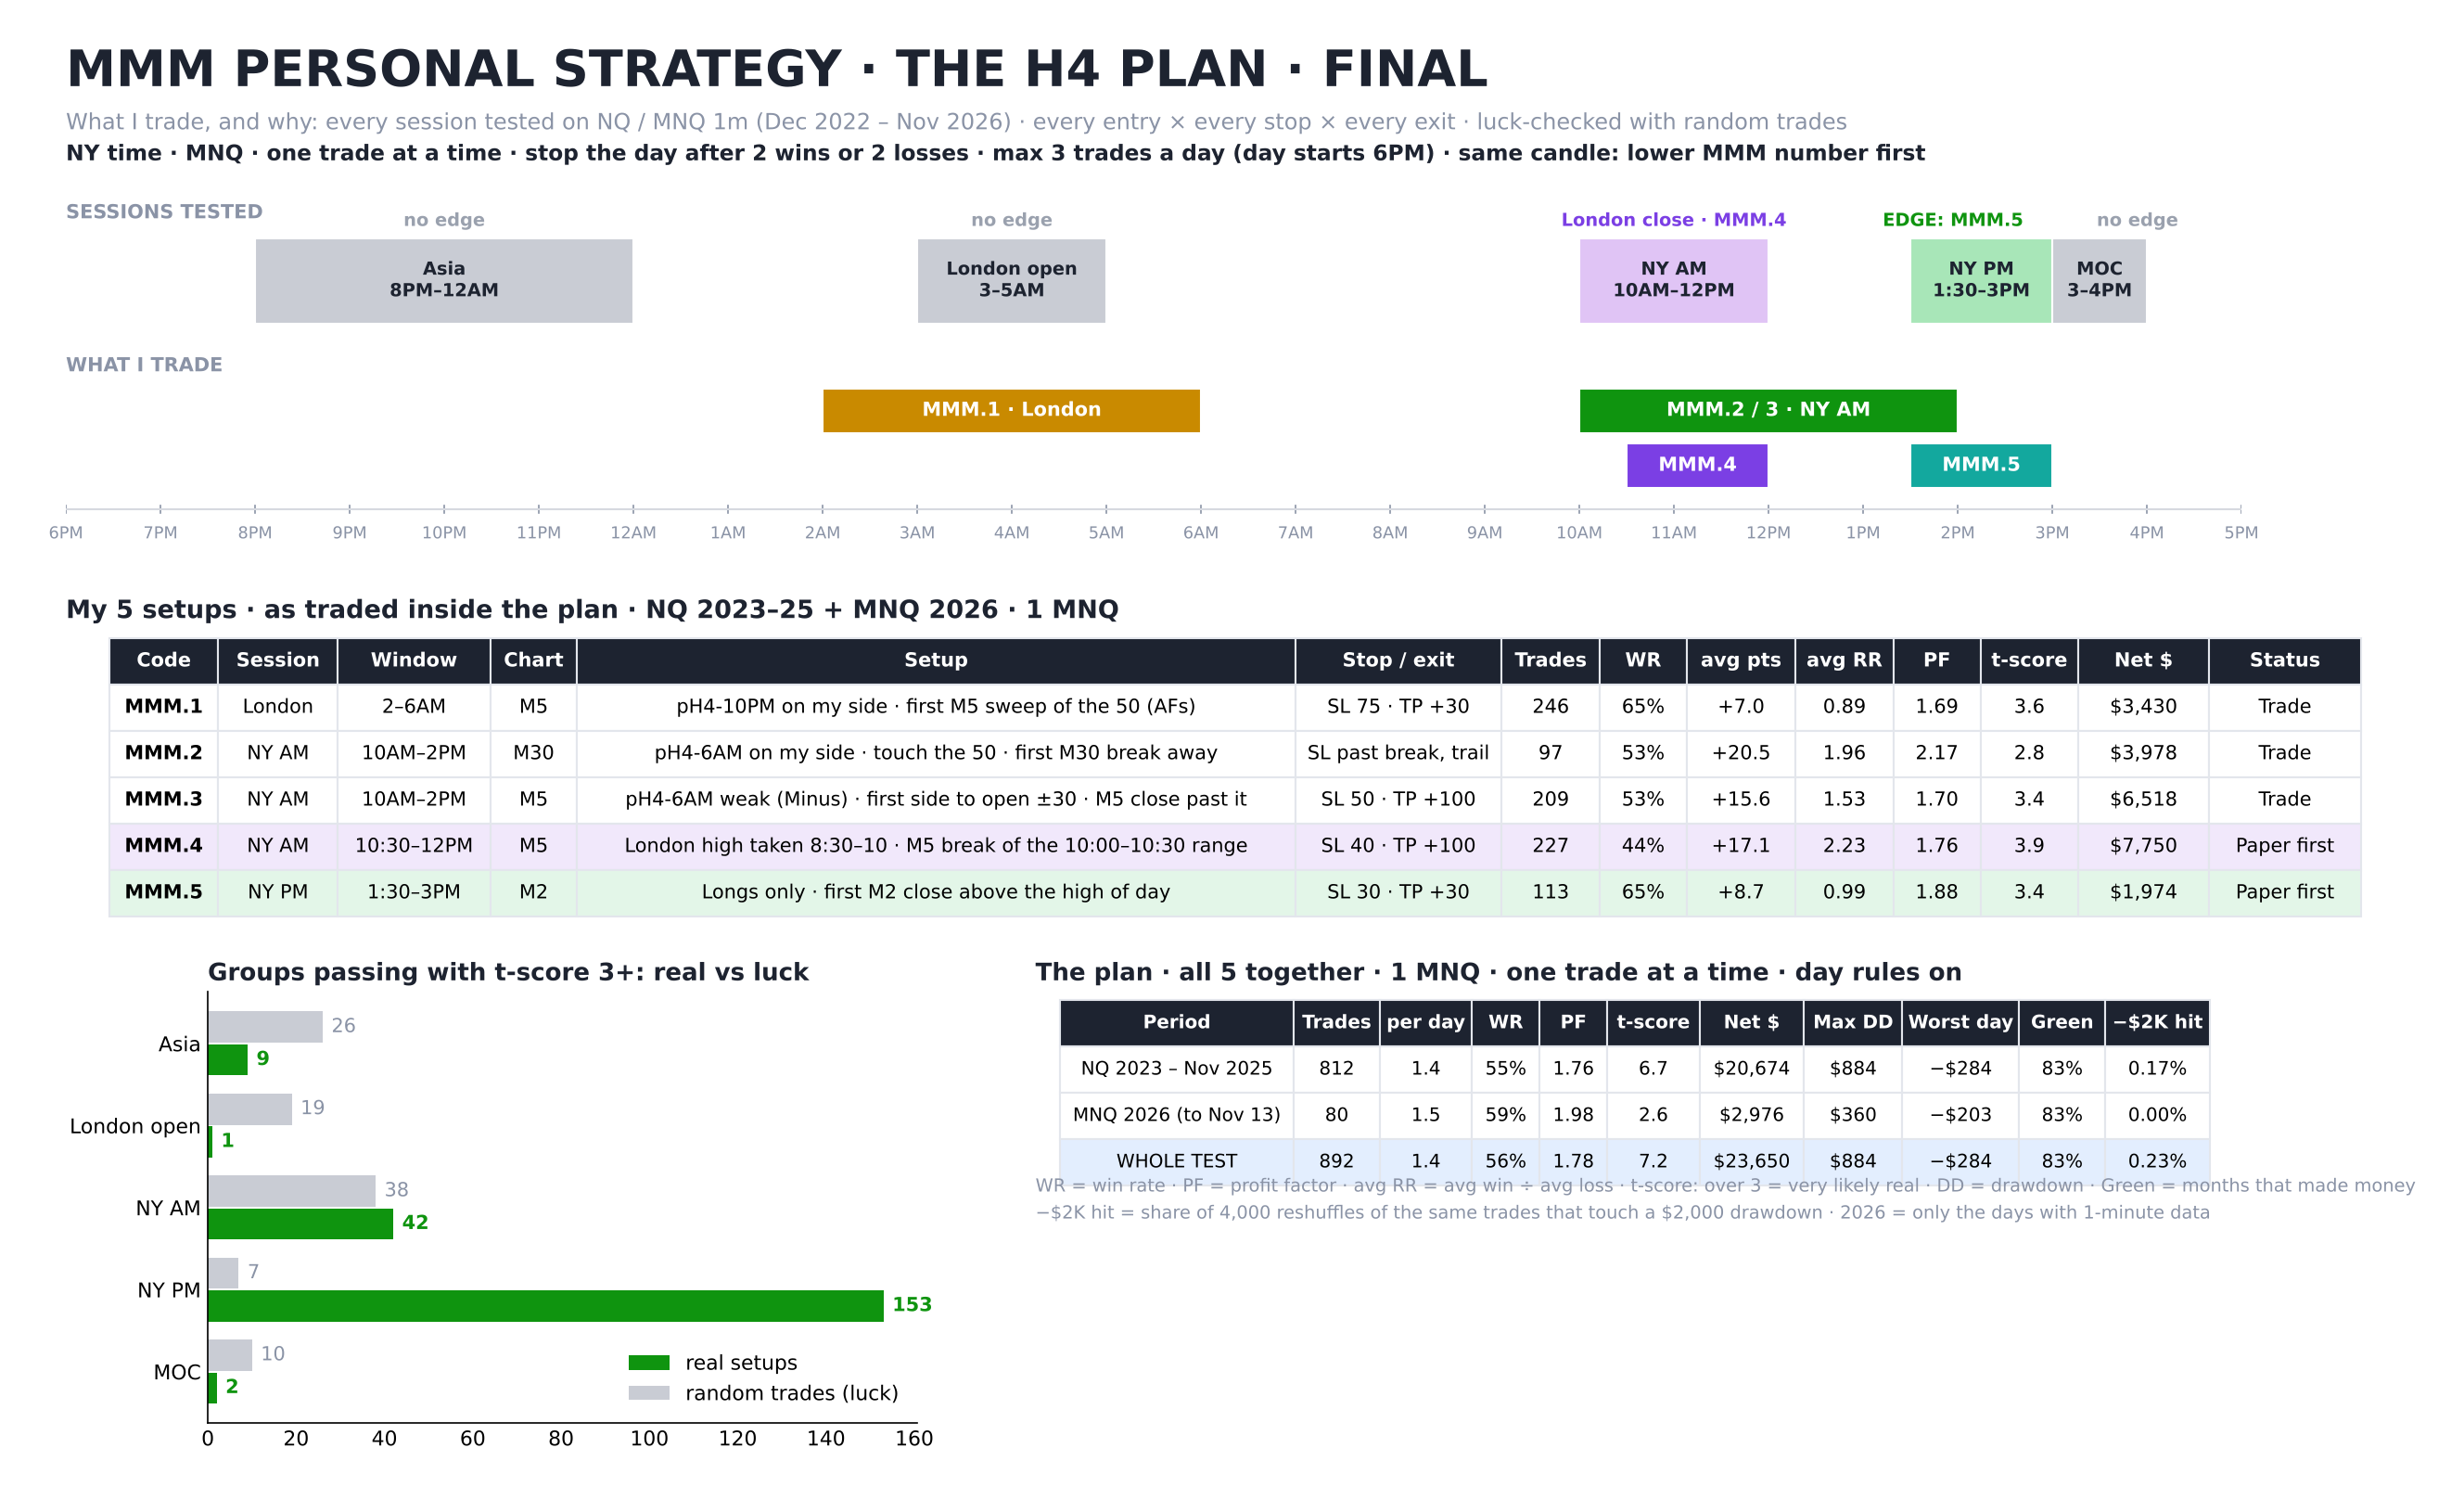 MMM PERSONAL STRATEGY · THE H4 PLAN · FINAL
What I trade, and why: every session tested on NQ / MNQ 1m (Dec 2022 – Nov 2026) · every entry × every stop × every exit · luck-checked with random trades
NY time · MNQ · one trade at a time · stop the day after 2 wins or 2 losses · max 3 trades a day (day starts 6PM) · same candle: lower MMM number first
SESSIONS TESTED
no edge
no edge
London close · MMM.4
EDGE: MMM.5
no edge
Asia
8PM–12AM
London open
3–5AM
NY AM
10AM–12PM
NY PM
1:30–3PM
MOC
3–4PM
WHAT I TRADE
MMM.1 · London
MMM.2 / 3 · NY AM
MMM.4
MMM.5
6PM 7PM 8PM 9PM 10PM 11PM 12AM 1AM 2AM 3AM 4AM 5AM 6AM 7AM 8AM 9AM 10AM 11AM 12PM 1PM 2PM 3PM 4PM 5PM
My 5 setups · as traded inside the plan · NQ 2023–25 + MNQ 2026 · 1 MNQ
Code Session Window Chart Setup Stop / exit Trades WR avg pts avg RR PF t-score Net $ Status
MMM.1 London 2–6AM M5 pH4-10PM on my side · first M5 sweep of the 50 (AFs) SL 75 · TP +30 246 65% +7.0 0.89 1.69 3.6 $3,430 Trade
MMM.2 NY AM 10AM–2PM M30 pH4-6AM on my side · touch the 50 · first M30 break away SL past break, trail 97 53% +20.5 1.96 2.17 2.8 $3,978 Trade
MMM.3 NY AM 10AM–2PM M5 pH4-6AM weak (Minus) · first side to open ±30 · M5 close past it SL 50 · TP +100 209 53% +15.6 1.53 1.70 3.4 $6,518 Trade
MMM.4 NY AM 10:30–12PM M5 London high taken 8:30–10 · M5 break of the 10:00–10:30 range SL 40 · TP +100 227 44% +17.1 2.23 1.76 3.9 $7,750 Paper first
MMM.5 NY PM 1:30–3PM M2 Longs only · first M2 close above the high of day SL 30 · TP +30 113 65% +8.7 0.99 1.88 3.4 $1,974 Paper first
Groups passing with t-score 3+: real vs luck
Asia
26
9
London open
19
1
NY AM
38
42
NY PM
7
153
MOC
10
2
real setups
random trades (luck)
0 20 40 60 80 100 120 140 160
The plan · all 5 together · 1 MNQ · one trade at a time · day rules on
Period Trades per day WR PF t-score Net $ Max DD Worst day Green −$2K hit
NQ 2023 – Nov 2025 812 1.4 55% 1.76 6.7 $20,674 $884 −$284 83% 0.17%
MNQ 2026 (to Nov 13) 80 1.5 59% 1.98 2.6 $2,976 $360 −$203 83% 0.00%
WHOLE TEST 892 1.4 56% 1.78 7.2 $23,650 $884 −$284 83% 0.23%
WR = win rate · PF = profit factor · avg RR = avg win ÷ avg loss · t-score: over 3 = very likely real · DD = drawdown · Green = months that made money
−$2K hit = share of 4,000 reshuffles of the same trades that touch a $2,000 drawdown · 2026 = only the days with 1-minute data